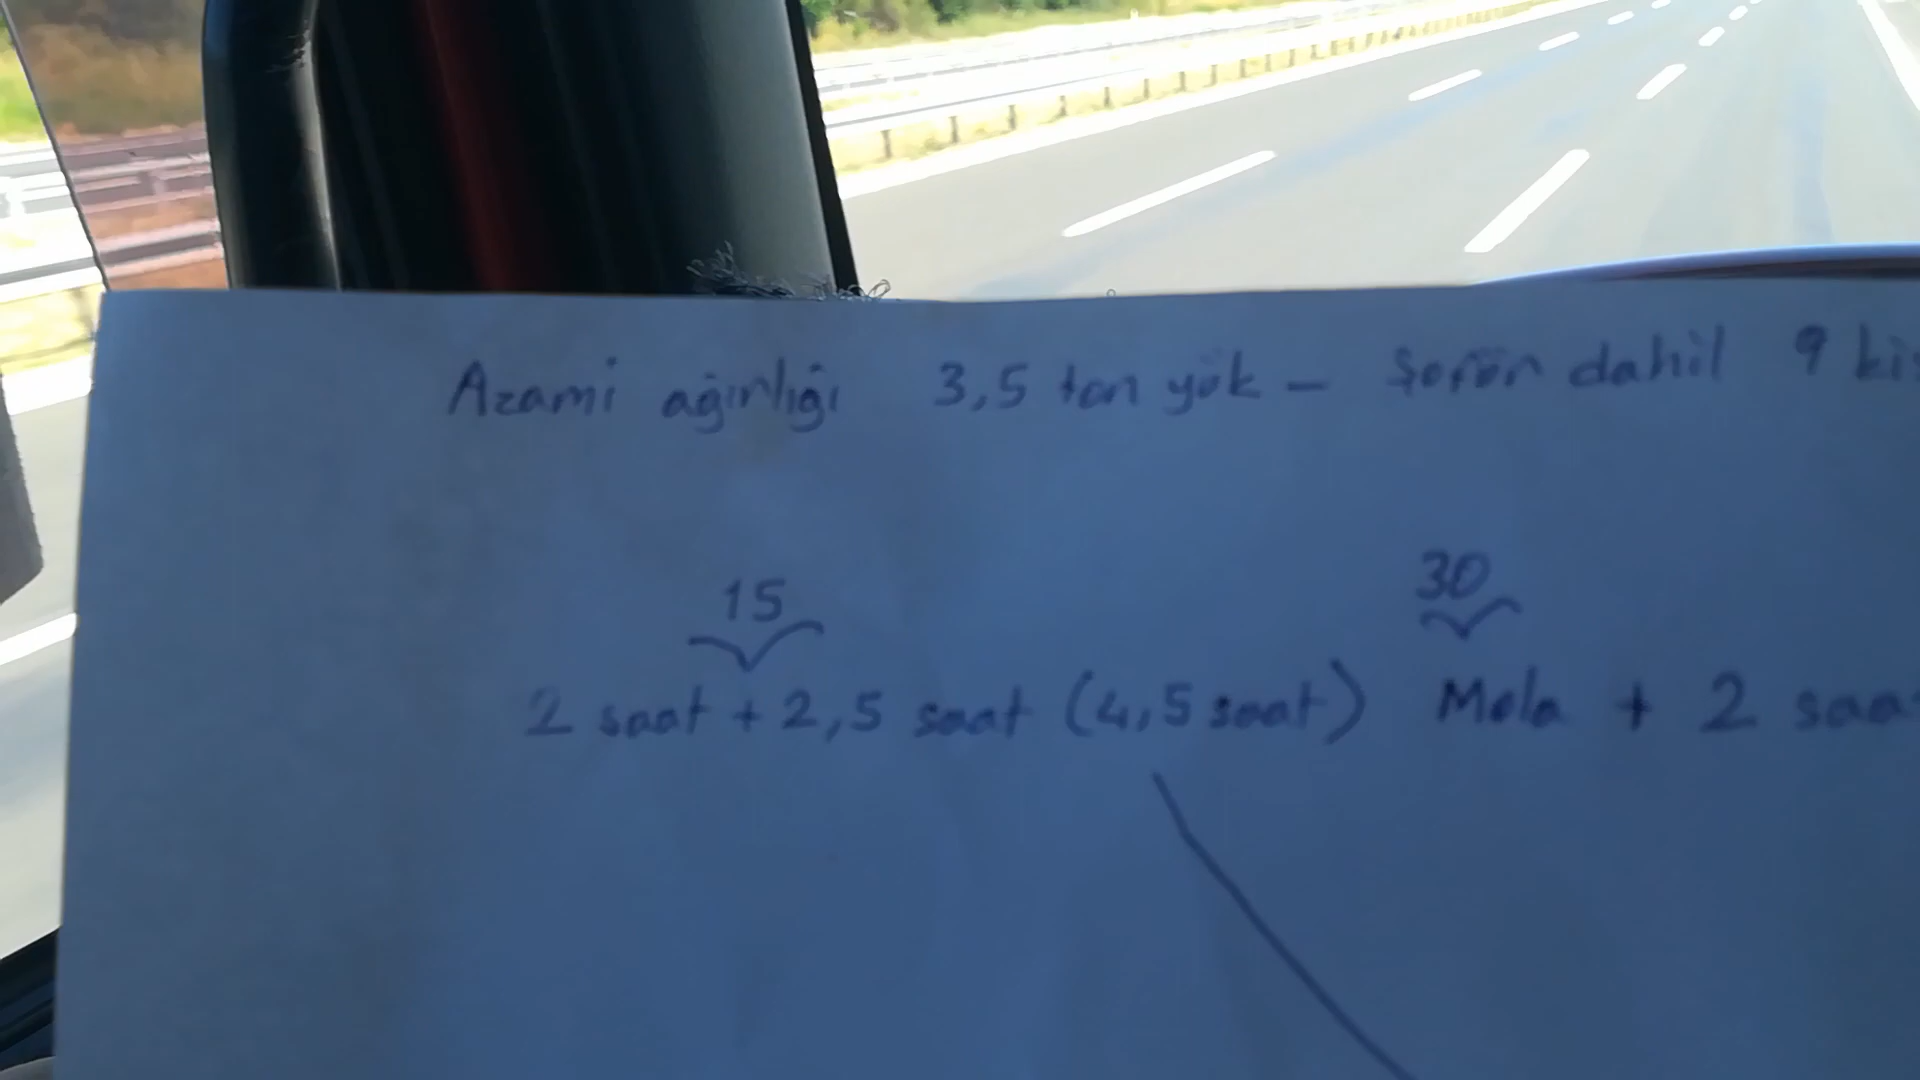 Azami ağırlığı 3,5 ton yük - Şoför dahil 9
15 30
2 saat + 2,5 saat (4,5 saat) Mola + 2